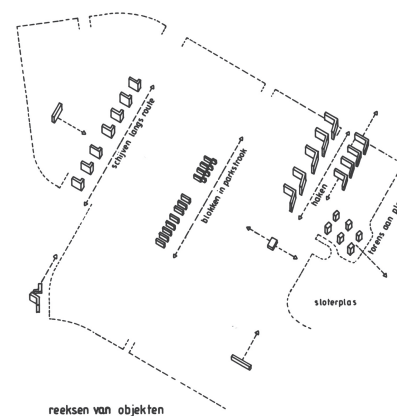 schijven langs route
blokken in parkstrook
haken
torens aan pl
sloterplas
reeksen van objekten